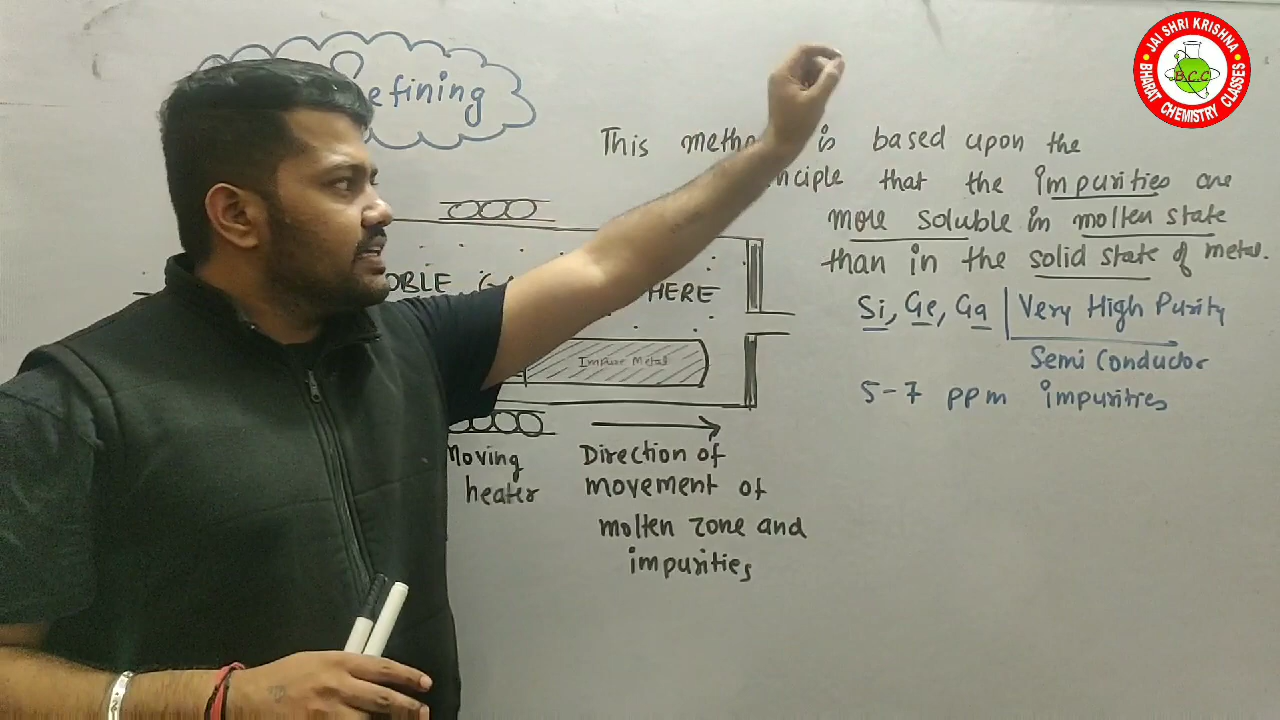 efining
This metho is based upon the
nciple that the impurities are
more soluble in molten state
than in the solid state of metal.
Si, Ge, Ga | Very High Purity
Semi Conductor
5-7 ppm impurities
OBLE G HERE
Impure Metal
Moving
heater
Direction of
movement of
molten zone and
impurities
JAI SHRI KRISHNA
B.C.C
BHARAT CHEMISTRY CLASSES